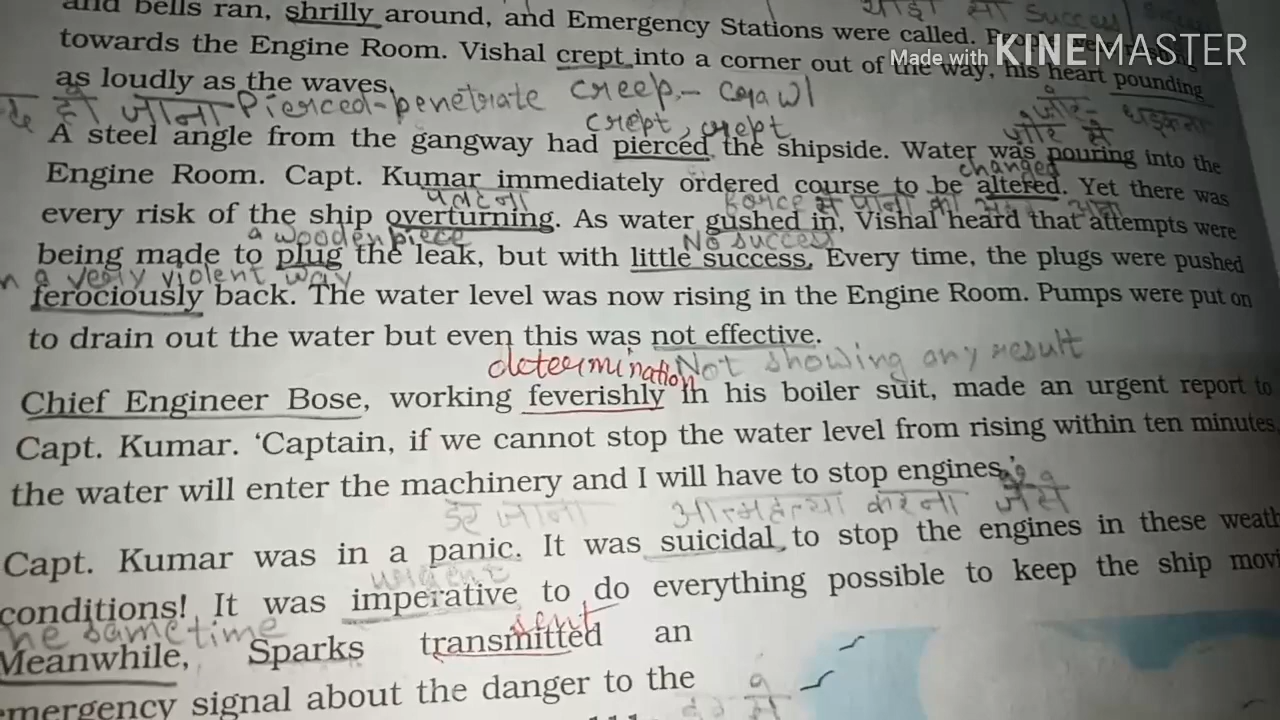 and bells ran, shrilly around, and Emergency Stations were called.
Made with KINEMASTER
towards the Engine Room. Vishal crept into a corner out of the way, his heart pounding
as loudly as the waves.
हो जाना Pierced-penetrate creep - crawl
crept, crept
जोर जोर से धड़कना
A steel angle from the gangway had pierced the shipside. Water was pouring into the
changed
Engine Room. Capt. Kumar immediately ordered course to be altered. Yet there was
पलटना
every risk of the ship overturning. As water gushed in, Vishal heard that attempts were
a wooden piece No success
being made to plug the leak, but with little success. Every time, the plugs were pushed
in a very violent way
ferociously back. The water level was now rising in the Engine Room. Pumps were put on
to drain out the water but even this was not effective.
determination Not showing any result
Chief Engineer Bose, working feverishly in his boiler suit, made an urgent report to
Capt. Kumar. ‘Captain, if we cannot stop the water level from rising within ten minutes
the water will enter the machinery and I will have to stop engines.’
डर जाना आत्महत्या करना जैसे
Capt. Kumar was in a panic. It was suicidal to stop the engines in these weath
urgent
conditions! It was imperative to do everything possible to keep the ship movi
he same time sent
Meanwhile, Sparks transmitted an
mergency signal about the danger to the